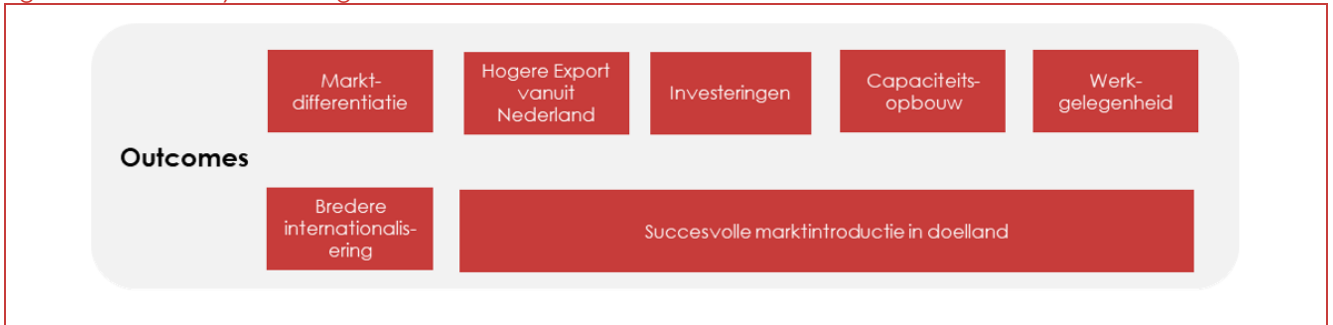 Markt-
differentiatie
Hogere Export
vanuit
Nederland
Investeringen
Capaciteits-
opbouw
Werk-
gelegenheid
Outcomes
Bredere
internationalis-
ering
Succesvolle marktintroductie in doelland